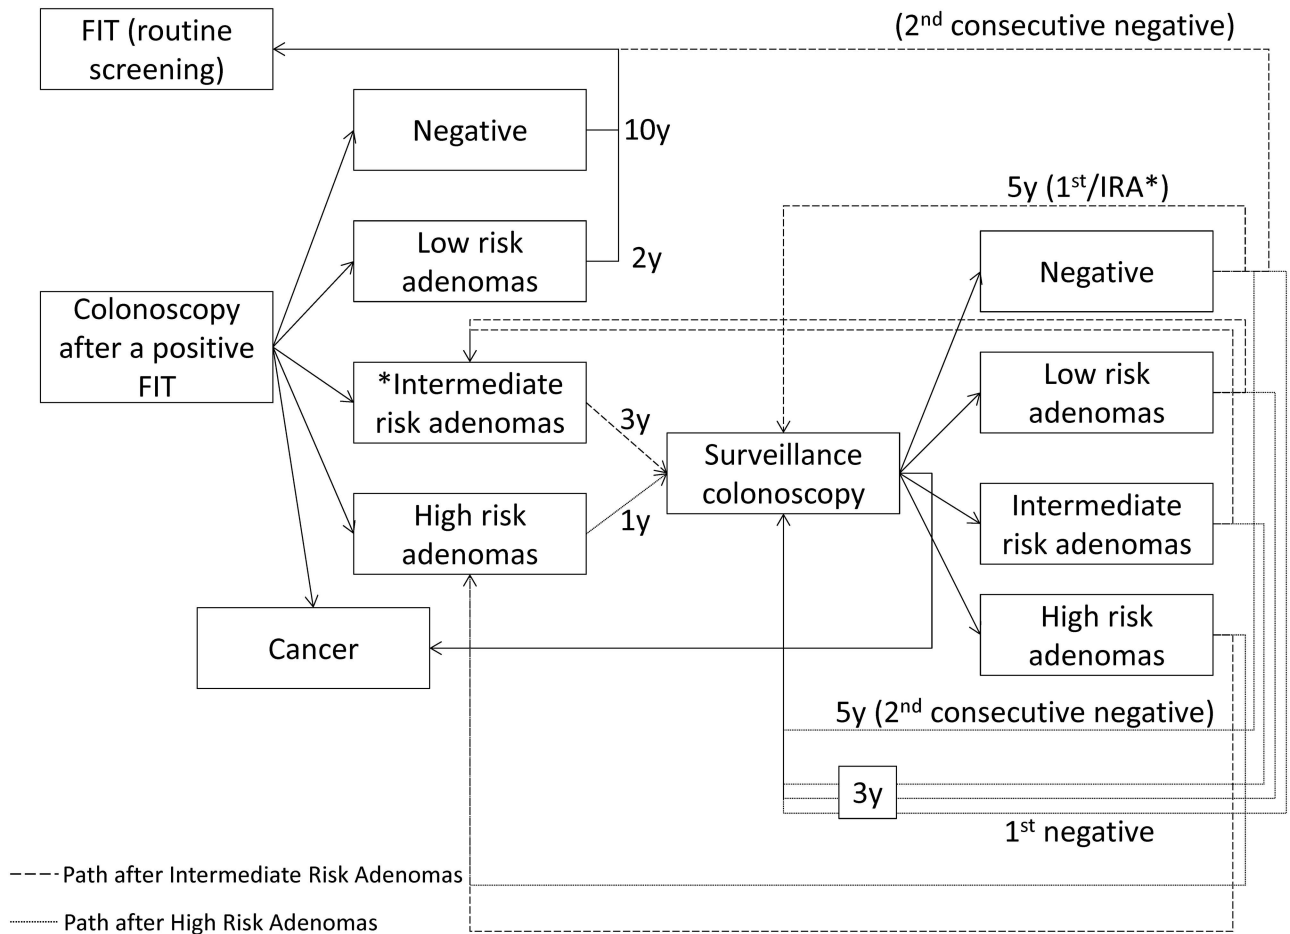 FIT (routine
screening)
(2nd consecutive negative)
Negative
10y
5y (1st/IRA*)
Low risk
adenomas
2y
Negative
Colonoscopy
after a positive
FIT
*Intermediate
risk adenomas
3y
Low risk
adenomas
Surveillance
colonoscopy
High risk
adenomas
1y
Intermediate
risk adenomas
High risk
adenomas
Cancer
5y (2nd consecutive negative)
3y
1st negative
Path after Intermediate Risk Adenomas
Path after High Risk Adenomas